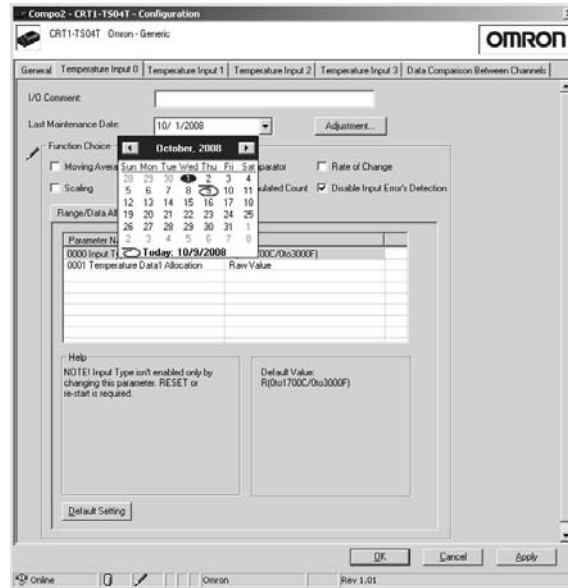 Compo2 - CRT1-TS04T - Configuration
CRT1-TS04T Omron - Generic
OMRON
General Temperature Input 0 Temperature Input 1 Temperature Input 2 Temperature Input 3 Data Comparison Between Channels
I/O Comment:
Last Maintenance Date: 10/ 1/2008 Adjustment...
Function Choice
Moving Avera parator Rate of Change
Scaling ulated Count Disable Input Error's Detection
October, 2008
Sun Mon Tue Wed Thu Fri Sat
28 29 30 1 2 3 4
5 6 7 8 9 10 11
12 13 14 15 16 17 18
19 20 21 22 23 24 25
26 27 28 29 30 31 1
2 3 4 5 6 7 8
Today: 10/9/2008
Range/Data All
Parameter N
0000 Input Ty 700C/0to3000F)
0001 Temperature Data1 Allocation Raw Value
Help
NOTE! Input Type isn't enabled only by
changing this parameter. RESET or
re-start is required.
Default Value:
R(0to1700C/0to3000F)
Default Setting
OK Cancel Apply
Online Omron Rev 1.01